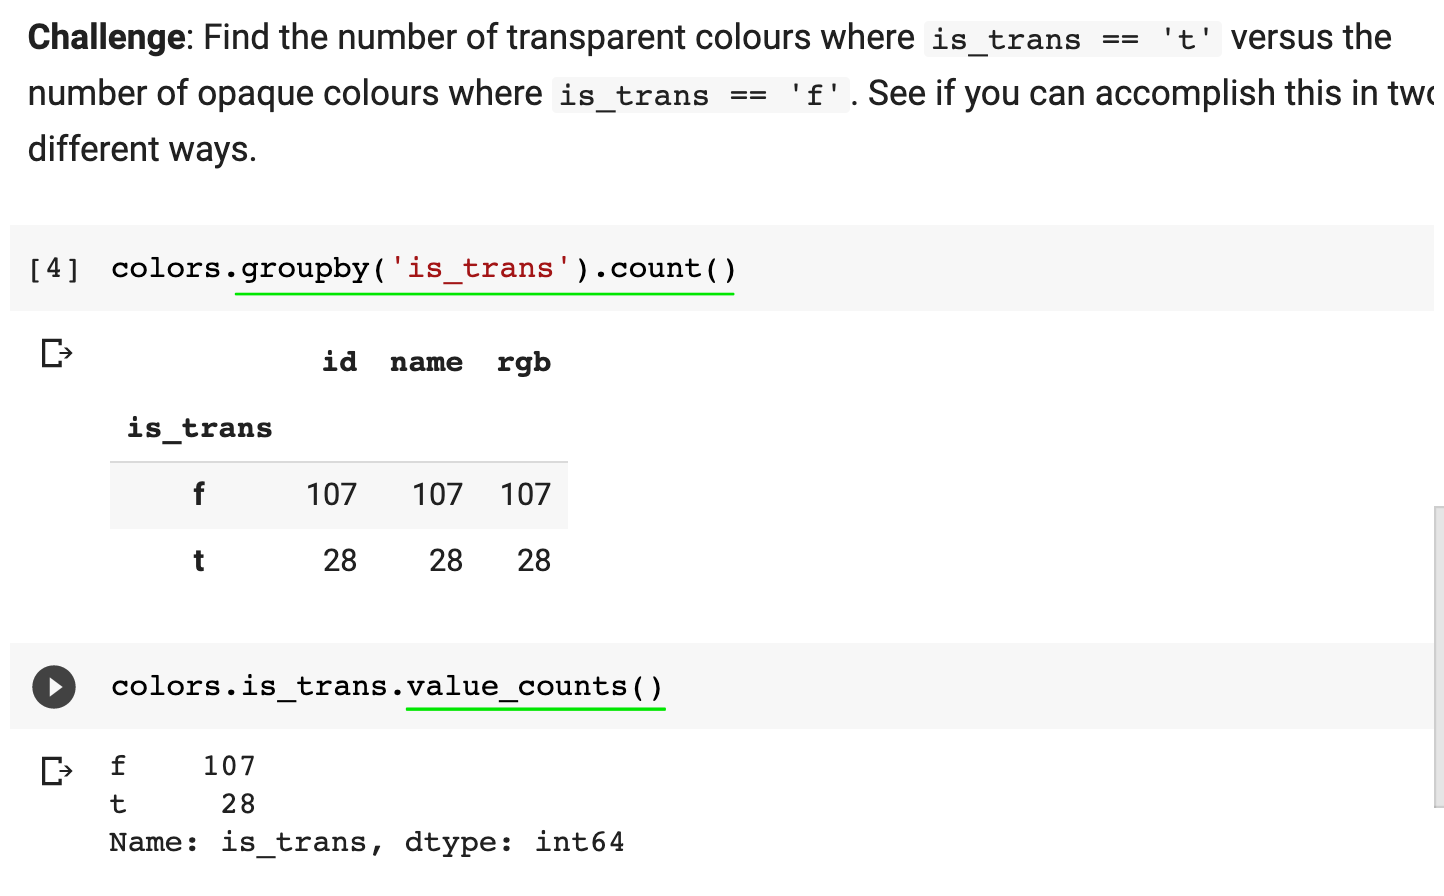 Challenge: Find the number of transparent colours where is_trans == 't' versus the
number of opaque colours where is_trans == 'f'. See if you can accomplish this in
different ways.
[4] colors.groupby('is_trans').count()
id name rgb
is_trans
f 107 107 107
t 28 28 28
colors.is_trans.value_counts()
f 107
t 28
Name: is_trans, dtype: int64